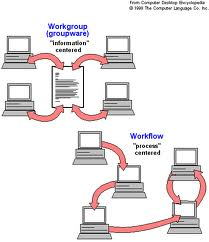 From Computer Desktop Encyclopedia
© 1998 The Computer Language Co. Inc.
Workgroup
(groupware)
"information"
centered
Workflow
"process"
centered